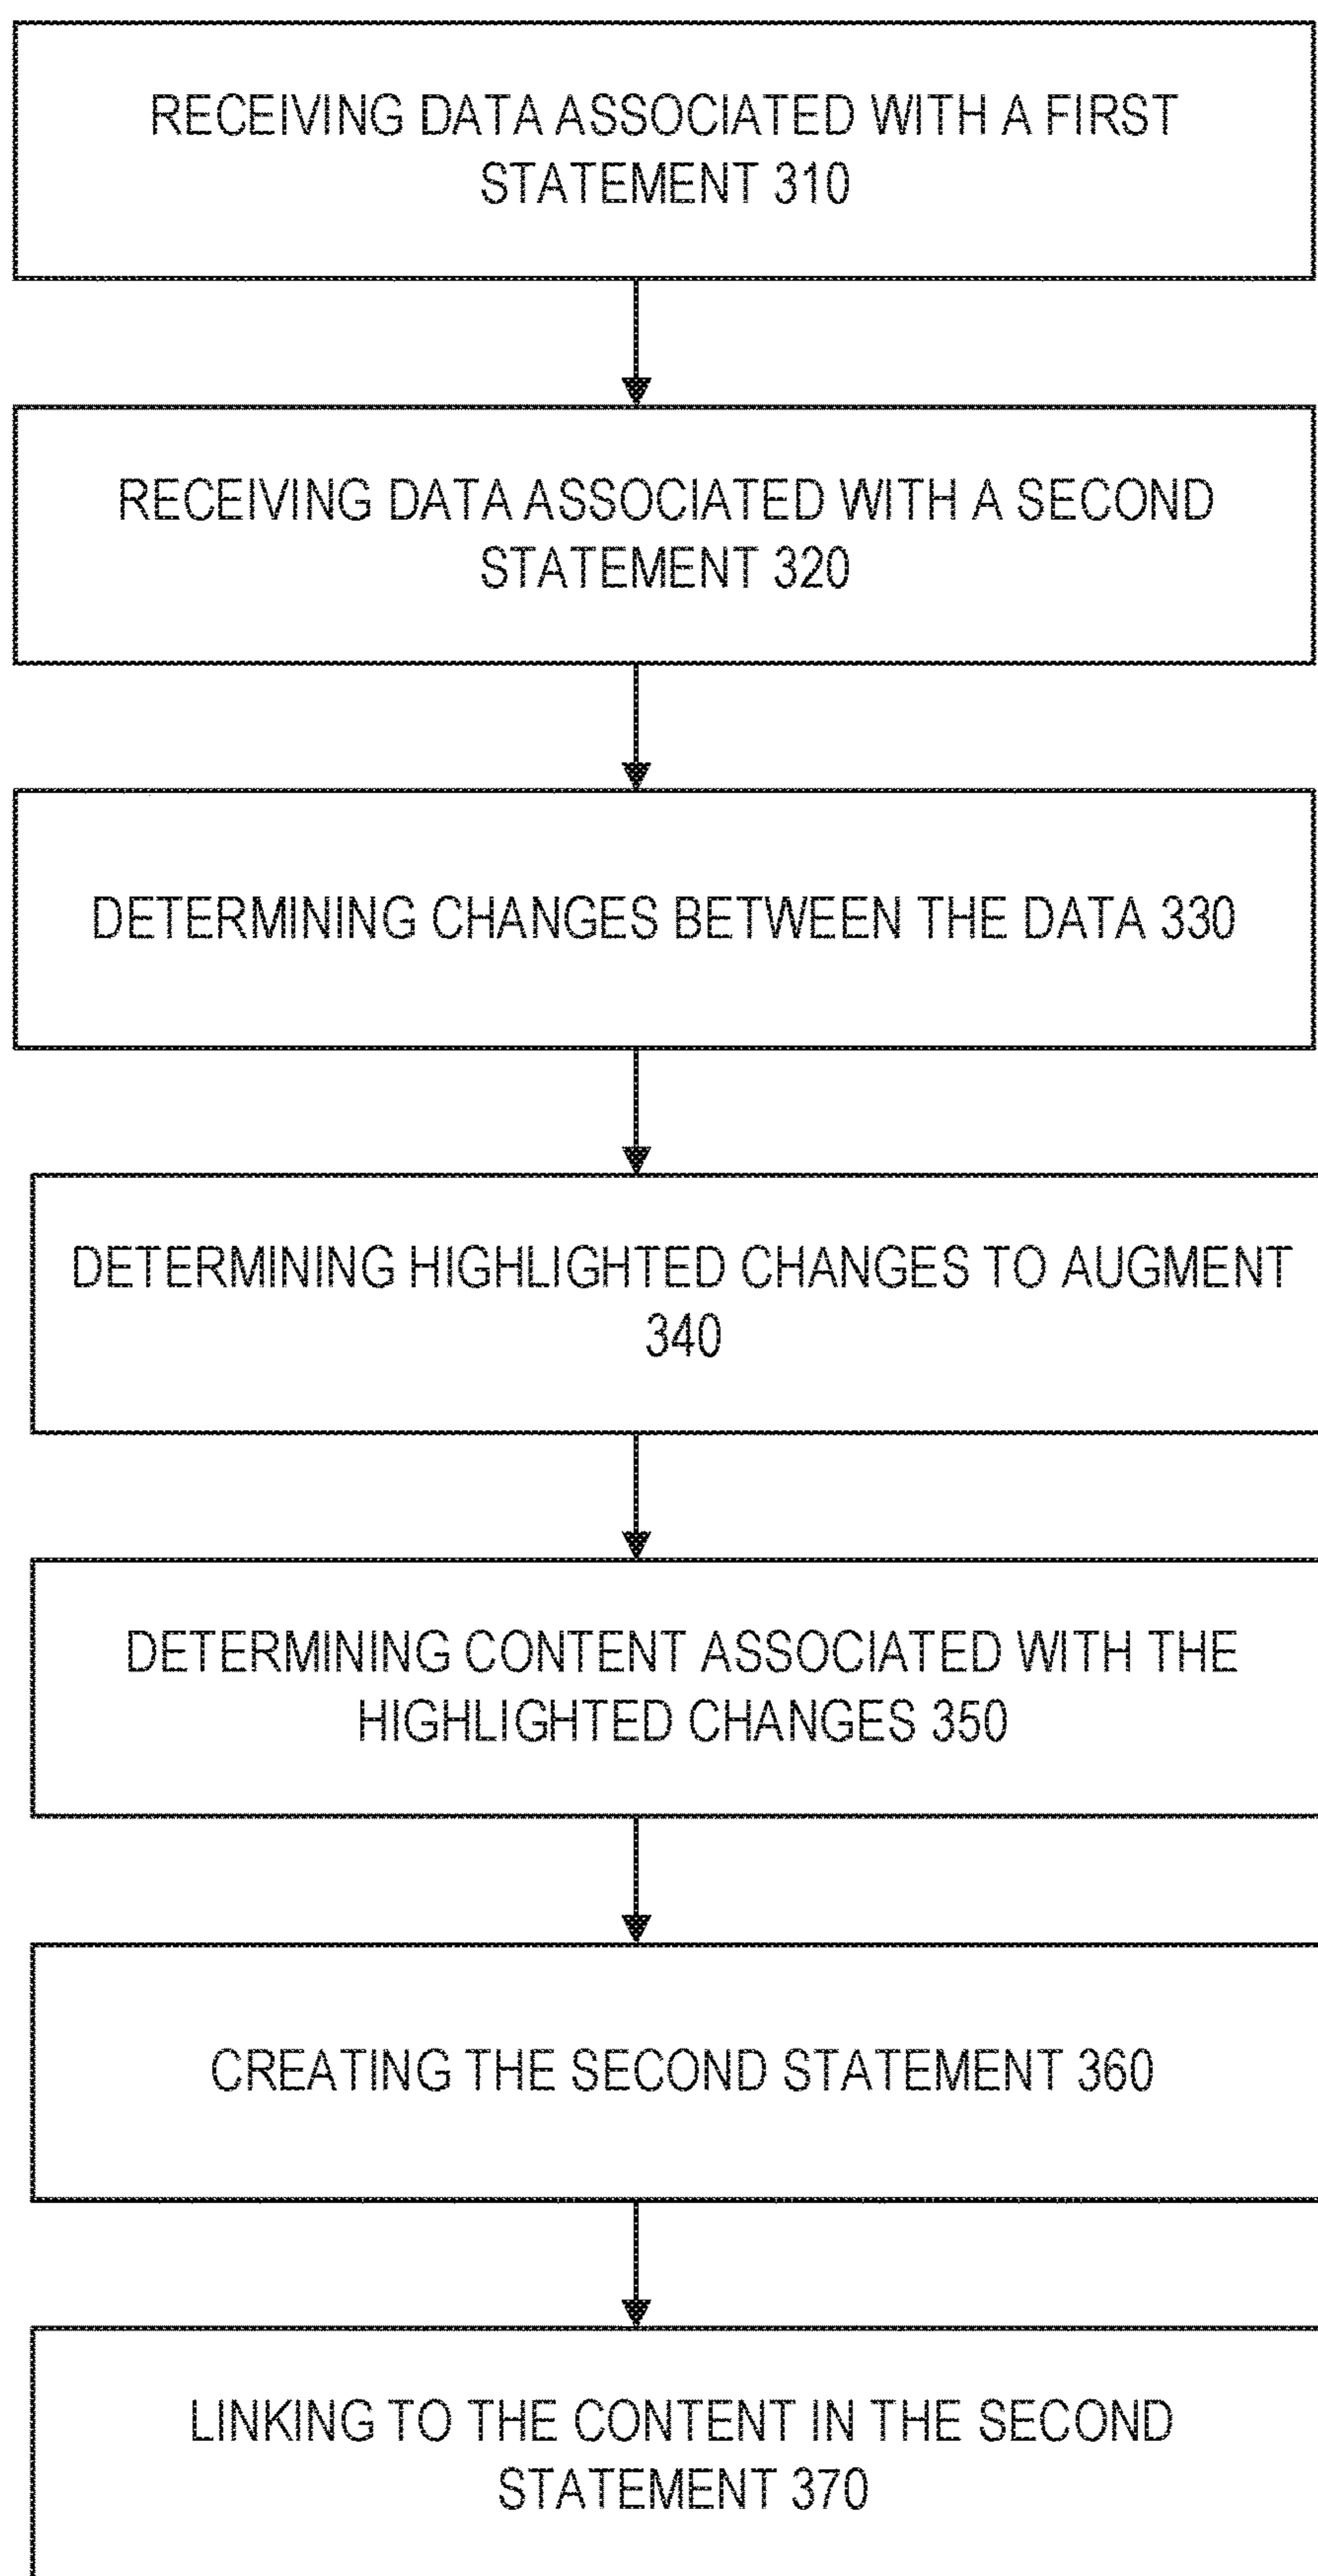 RECEIVING DATA ASSOCIATED WITH A FIRST
STATEMENT 310
RECEIVING DATA ASSOCIATED WITH A SECOND
STATEMENT 320
DETERMINING CHANGES BETWEEN THE DATA 330
DETERMINING HIGHLIGHTED CHANGES TO AUGMENT
340
DETERMINING CONTENT ASSOCIATED WITH THE
HIGHLIGHTED CHANGES 350
CREATING THE SECOND STATEMENT 360
LINKING TO THE CONTENT IN THE SECOND
STATEMENT 370